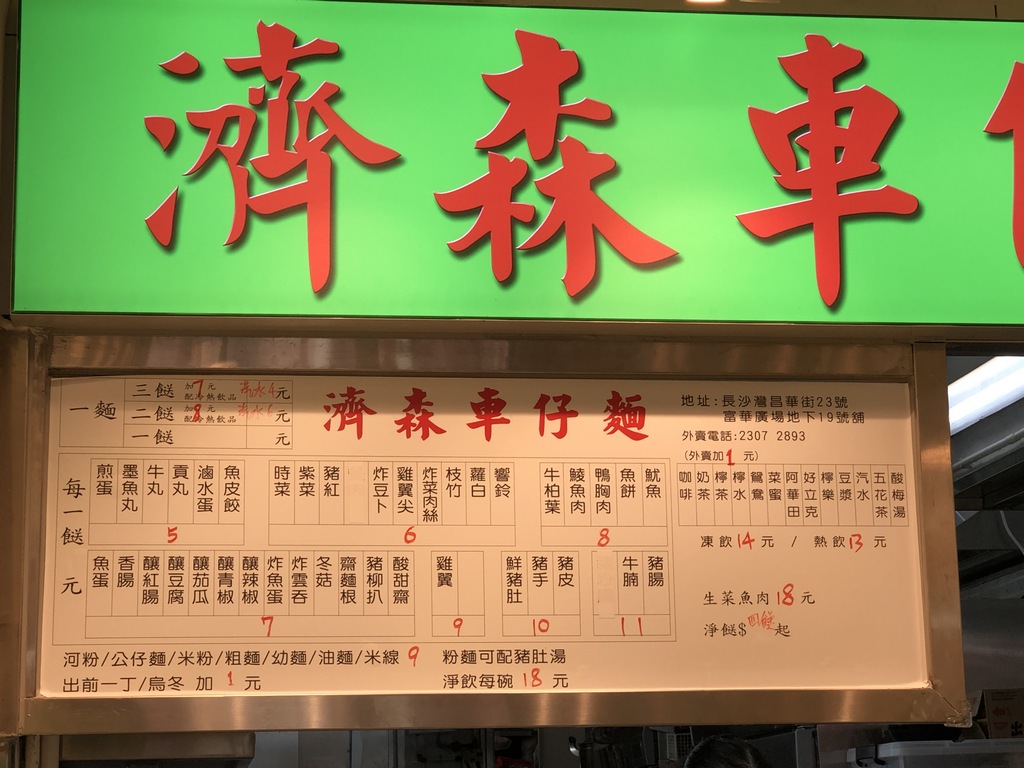 濟森車
一麵
三餸 加7元 配熱飲品 凍水 元
二餸 加8元 配熱飲品 凍水 元
一餸 元
濟森車仔麵
地址:長沙灣昌華街23號
富華廣場地下19號舖
外賣電話:2307 2893
(外賣加1元)
每一餸 元
煎蛋 墨魚丸 牛丸 貢丸 滷水蛋 魚皮餃
5
時菜 紫菜 豬紅 炸豆卜 雞翼尖 炸菜肉絲 枝竹 蘿白 響鈴
6
牛柏葉 鯪魚肉 鴨胸肉 魚餅 魷魚
8
咖啡 奶茶 檸茶 檸水 鴛鴦 菜蜜 阿華田 好立克 檸樂 豆漿 汽水 五花茶 酸梅湯
凍飲14元 / 熱飲13元
魚蛋 香腸 釀紅腸 釀豆腐 釀茄瓜 釀青椒 釀辣椒 炸魚蛋 炸雲吞 冬菇 齋麵根 豬柳扒 酸甜齋
7
雞翼
9
鮮豬肚 豬手 豬皮
10
牛腩 豬腸
11
生菜魚肉18元
淨餸$四餸起
河粉/公仔麵/米粉/粗麵/幼麵/油麵/米線9
粉麵可配豬肚湯
出前一丁/烏冬 加 1 元
淨飲每碗 18 元